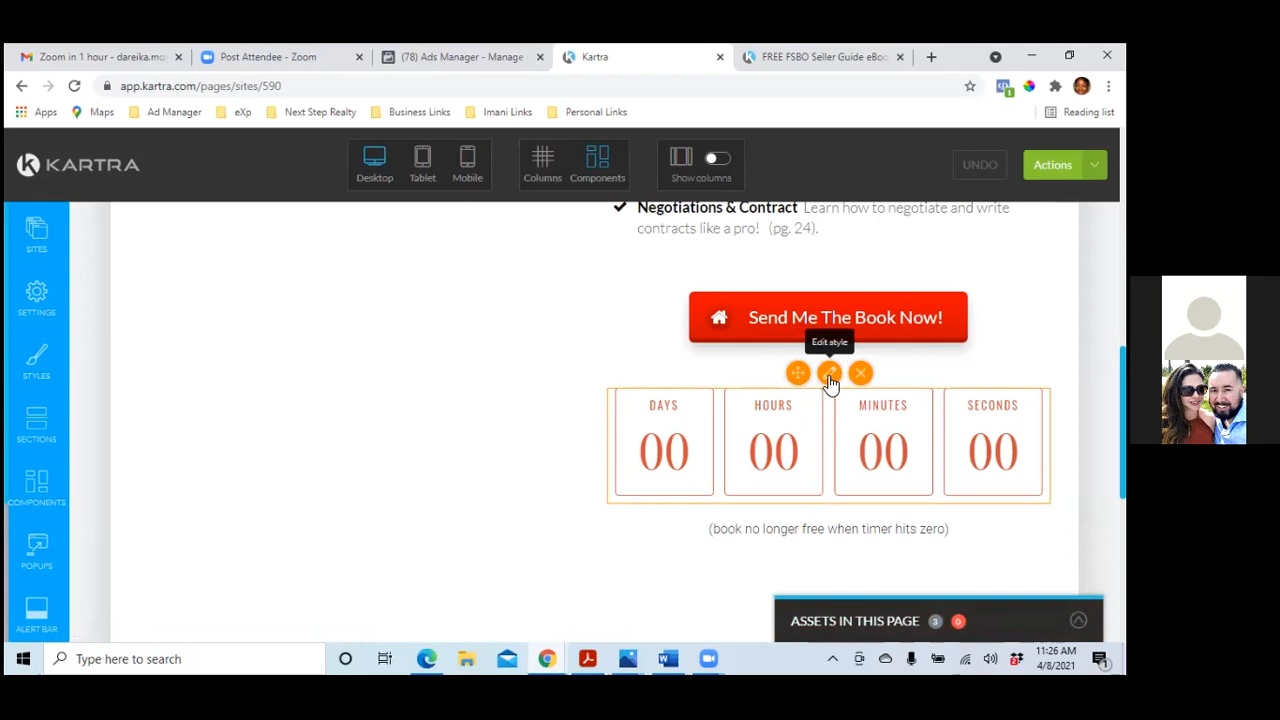 Zoom in 1 hour - dareika.mo
Post Attendee - Zoom
(78) Ads Manager - Manage
Kartra
FREE FSBO Seller Guide eBoo
app.kartra.com/pages/sites/590
1
Apps
Maps
Ad Manager
eXp
Next Step Realty
Business Links
Imani Links
Personal Links
Reading list
KARTRA
Desktop
Tablet
Mobile
Columns
Components
Show columns
UNDO
Actions
SITES
SETTINGS
STYLES
SECTIONS
COMPONENTS
POPUPS
ALERT BAR
Negotiations & Contract Learn how to negotiate and write
contracts like a pro! (pg. 24).
Send Me The Book Now!
Edit style
DAYS
HOURS
MINUTES
SECONDS
00
00
00
00
(book no longer free when timer hits zero)
ASSETS IN THIS PAGE 3 0
Type here to search
11:26 AM
4/8/2021
1